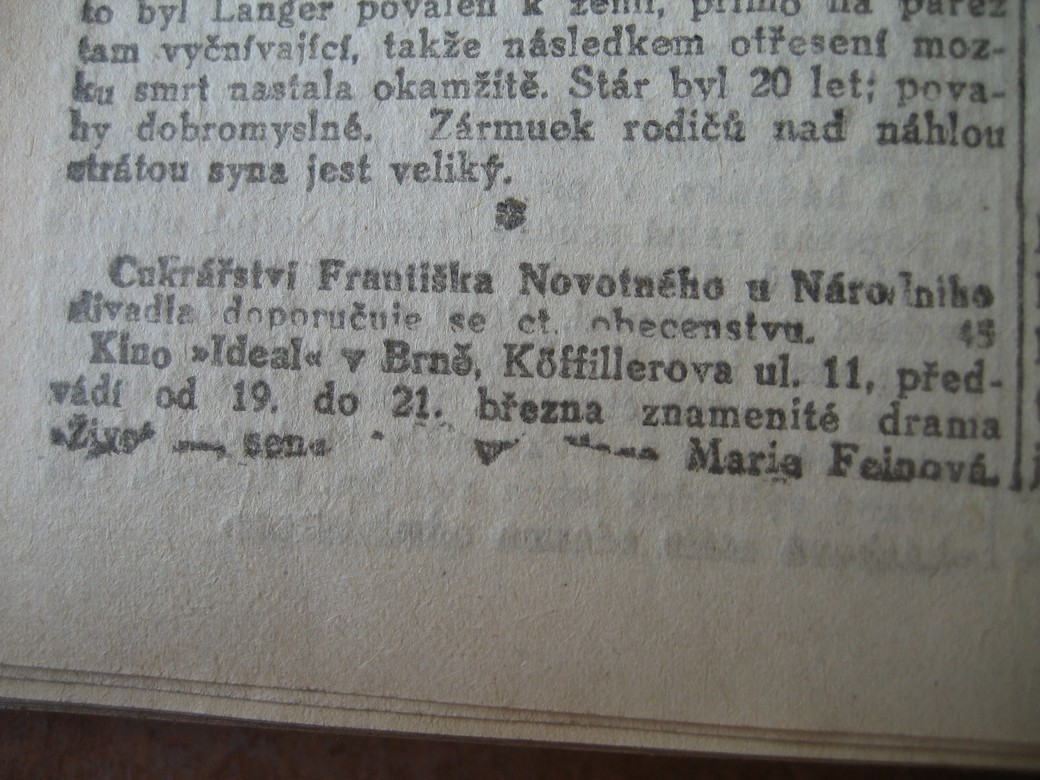 to byl Langer povalen k zemi, přímo na pařez
tam vyčnívající, takže následkem otřesení moz-
ku smrt nastala okamžitě. Stár byl 20 let; pova-
hy dobromyslné. Zármutek rodičů nad náhlou
ztrátou syna jest veliký.
Cukrářství Františka Novotného u Národního
divadla doporučuje se ct. obecenstvu. 45
Kino »Ideal« v Brně, Köffillerova ul. 11, před-
vádí od 19. do 21. března znamenité drama
Marie Feinová.